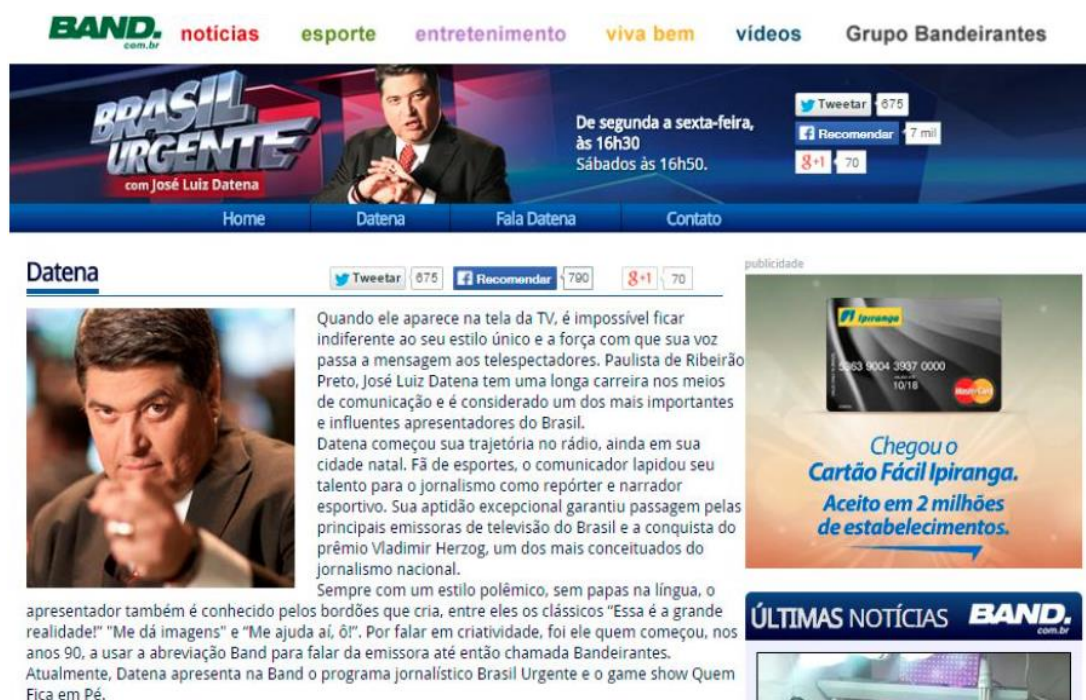 BAND.
com.br
notícias esporte entretenimento viva bem vídeos Grupo Bandeirantes
BRASIL
URGENTE
com José Luiz Datena
De segunda a sexta-feira,
às 16h30
Sábados às 16h50.
Tweetar 675
Recomendar 7 mil
g+1 70
Home Datena Fala Datena Contato
Datena
Tweetar 675 Recomendar 790 g+1 70
Quando ele aparece na tela da TV, é impossível ficar
indiferente ao seu estilo único e a força com que sua voz
passa a mensagem aos telespectadores. Paulista de Ribeirão
Preto, José Luiz Datena tem uma longa carreira nos meios
de comunicação e é considerado um dos mais importantes
e influentes apresentadores do Brasil.
Datena começou sua trajetória no rádio, ainda em sua
cidade natal. Fã de esportes, o comunicador lapidou seu
talento para o jornalismo como repórter e narrador
esportivo. Sua aptidão excepcional garantiu passagem pelas
principais emissoras de televisão do Brasil e a conquista do
prêmio Vladimir Herzog, um dos mais conceituados do
jornalismo nacional.
Sempre com um estilo polêmico, sem papas na língua, o
apresentador também é conhecido pelos bordões que cria, entre eles os clássicos “Essa é a grande
realidade!” "Me dá imagens" e “Me ajuda aí, ô!”. Por falar em criatividade, foi ele quem começou, nos
anos 90, a usar a abreviação Band para falar da emissora até então chamada Bandeirantes.
Atualmente, Datena apresenta na Band o programa jornalístico Brasil Urgente e o game show Quem
Fica em Pé.
publicidade
Ipiranga
5363 9004 3937 0000
10/18
MasterCard
Chegou o
Cartão Fácil Ipiranga.
Aceito em 2 milhões
de estabelecimentos.
ÚLTIMAS NOTÍCIAS BAND.
com.br